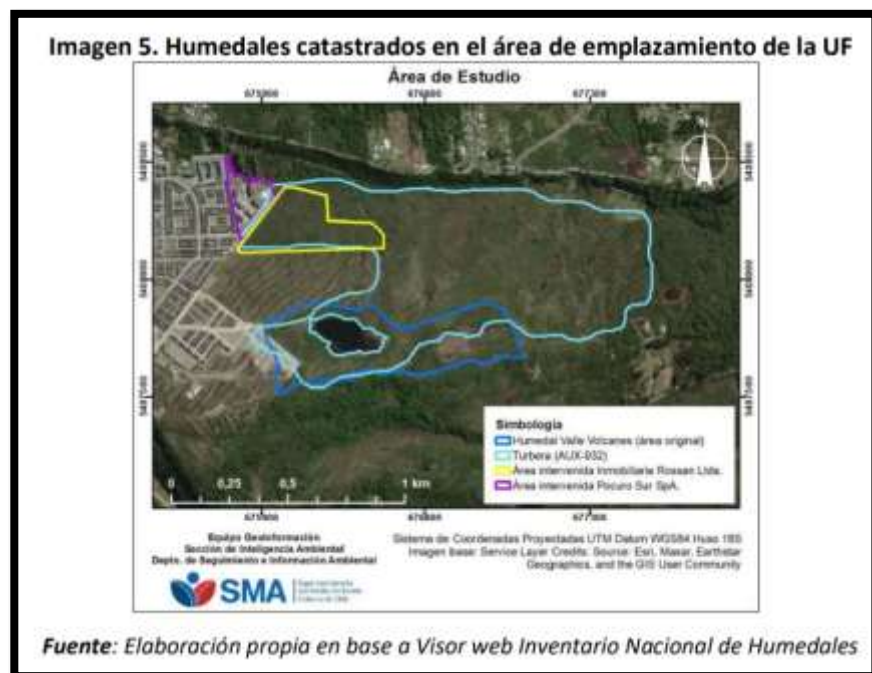 Imagen 5. Humedales catastrados en el área de emplazamiento de la UF
Área de Estudio
Simbología
Humedal Valle Volcanes (área original)
Turbera (AUX-932)
Área intervenida Inmobiliaria Rossan Ltda.
Área intervenida Pocuro Sur SpA.
0 0,25 0,5 1 km
Equipo Geoinformación
Sección de Inteligencia Ambiental
Depto. de Seguimiento e Información Ambiental
Sistema de Coordenadas Proyectadas UTM Datum WGS84 Huso 18S
Imagen base: Service Layer Credits: Source: Esri, Maxar, Earthstar
Geographics, and the GIS User Community
SMA
Fuente: Elaboración propia en base a Visor web Inventario Nacional de Humedales